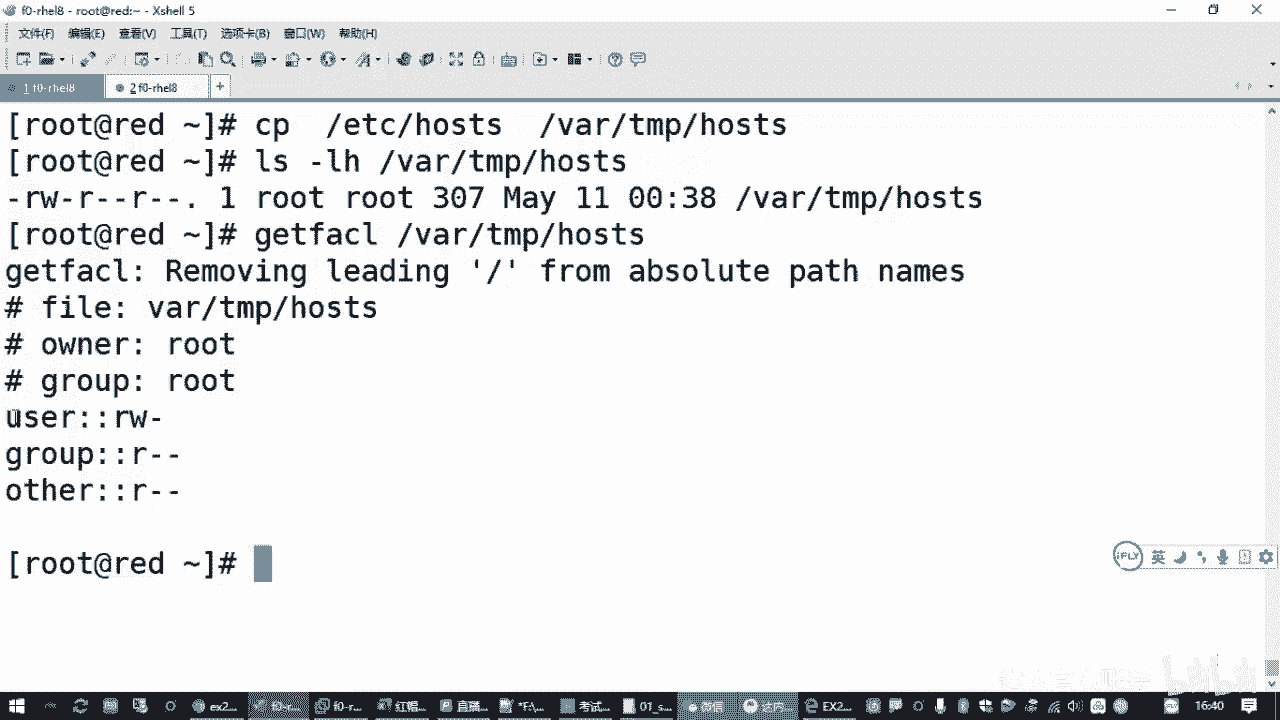 f0-rhel8 - root@red:~ - Xshell 5
文件(F) 编辑(E) 查看(V) 工具(T) 选项卡(B) 窗口(W) 帮助(H)
1 f0-rhel8 2 f0-rhel8 +
[root@red ~]# cp  /etc/hosts  /var/tmp/hosts
[root@red ~]# ls -lh /var/tmp/hosts
-rw-r--r--. 1 root root 307 May 11 00:38 /var/tmp/hosts
[root@red ~]# getfacl /var/tmp/hosts
getfacl: Removing leading '/' from absolute path names
# file: var/tmp/hosts
# owner: root
# group: root
user::rw-
group::r--
other::r--
[root@red ~]#
iFLY 英
ex2... f0-r... f0-r... 红帽... 直播... 考试... 01_s... 微信 EX2... 16:40